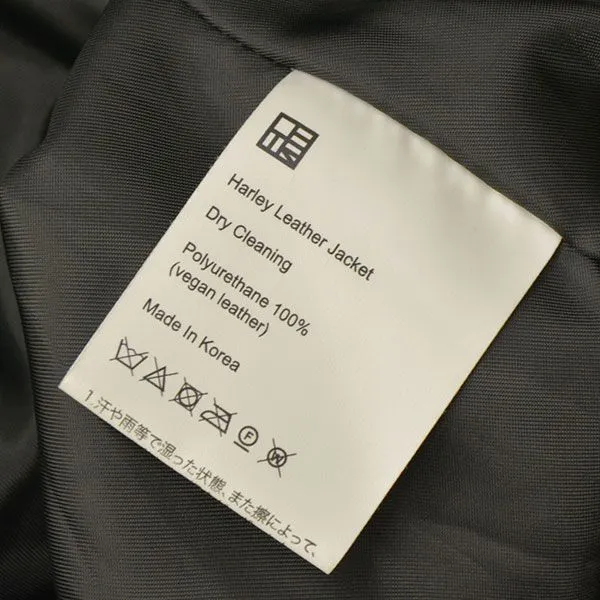 Harley Leather Jacket
Dry Cleaning
Polyurethane 100%
(vegan leather)
Made In Korea
F
W
1.汗や雨等で湿った状態、また擦によって、